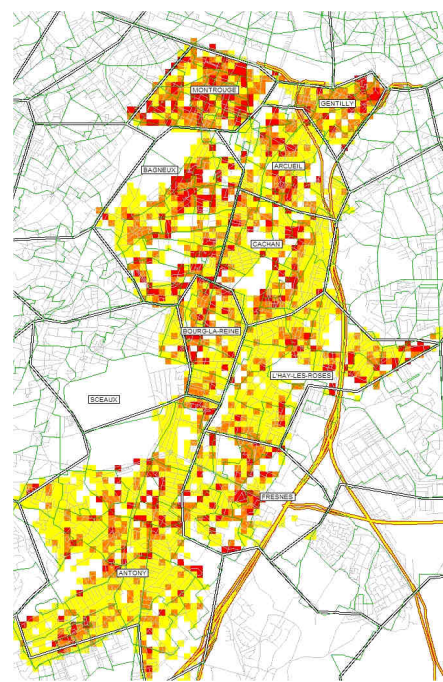 MONTROUGE
GENTILLY
BAGNEUX
ARCUEIL
CACHAN
BOURG-LA-REINE
L'HAY-LES-ROSES
SCEAUX
FRESNES
ANTONY